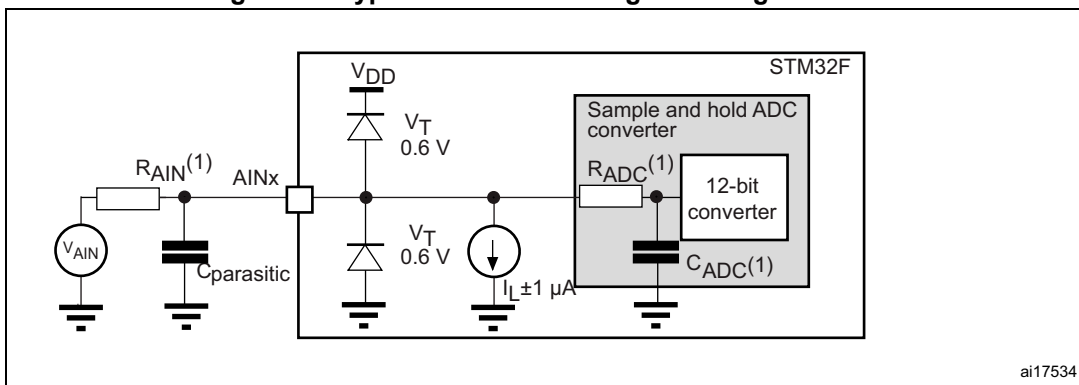 STM32F
VDD
Sample and hold ADC
converter
VT
0.6 V
RAIN(1)
AINx
RADC(1)
12-bit
converter
VAIN
Cparasitic
VT
0.6 V
IL±1 µA
CADC(1)
ai17534